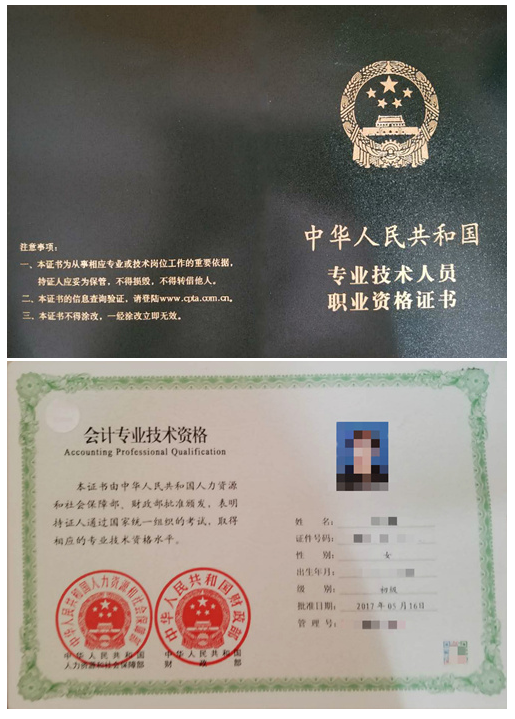 中华人民共和国
专业技术人员
职业资格证书
注意事项：
一、本证书为从事相应专业或技术岗位工作的重要依据，
持证人应妥为保管，不得损毁，不得转借他人。
二、本证书的信息查询验证，请登陆www.cpta.com.cn。
三、本证书不得涂改，一经涂改立即无效。
会计专业技术资格
Accounting Professional Qualification
本证书由中华人民共和国人力资源
和社会保障部、财政部批准颁发，表明
持证人通过国家统一组织的考试，取得
相应的专业技术资格水平。
中华人民共和国人力资源和社会保障部
中华人民共和国财政部
中华人民共和国
人力资源和社会保障部
中华人民共和国
财政部
姓名：
证件号码：
性别：女
出生年月：
级别：初级
批准日期：2017年05月16日
管理号：